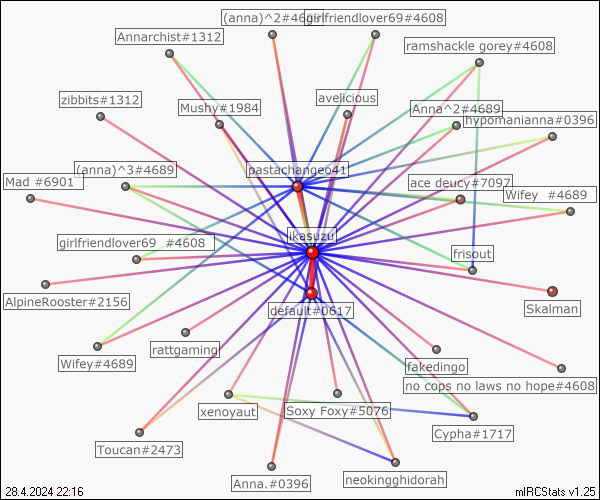 (anna)^2#4689
girlfriendlover69#4608
Annarchist#1312
ramshackle gorey#4608
zibbits#1312
avelicious
Mushy#1984
Anna^2#4689
hypomanianna#0396
pastachange041
(anna)^3#4689
Mad #6901
ace deucy#7097
Wifey #4689
ikasuzu
girlfriendlover69 #4608
frisout
AlpineRooster#2156
default#0617
Skalman
rattgaming
Wifey#4689
fakedingo
no cops no laws no hope#4608
xenoyaut
Soxy Foxy#5076
Cypha#1717
Toucan#2473
Anna.#0396
neokingghidorah
28.4.2024 22:16
mIRCStats v1.25